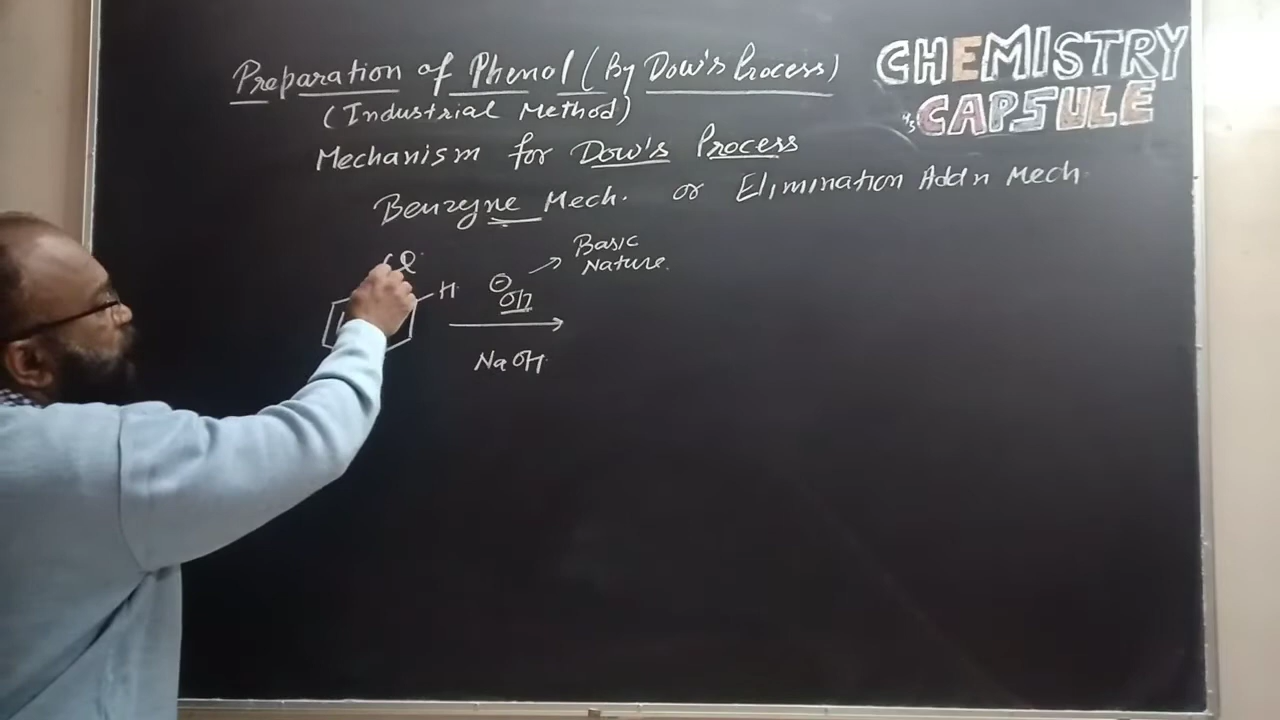 Preparation of Phenol (By Dow's Process)
(Industrial Method)
CHEMISTRY
CAPSULE
Mechanism for Dow's Process
Benzyne Mech. or Elimination Addn Mech.
Basic
Nature.
Cl
H
⊖
OH
NaOH